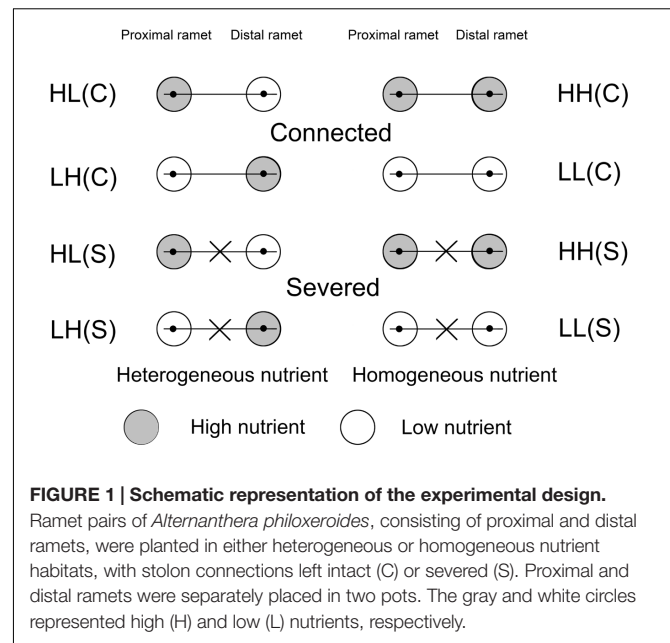 Proximal ramet Distal ramet Proximal ramet Distal ramet
HL(C) HH(C)
Connected
LH(C) LL(C)
HL(S) HH(S)
Severed
LH(S) LL(S)
Heterogeneous nutrient Homogeneous nutrient
High nutrient Low nutrient
FIGURE 1 | Schematic representation of the experimental design.
Ramet pairs of Alternanthera philoxeroides, consisting of proximal and distal
ramets, were planted in either heterogeneous or homogeneous nutrient
habitats, with stolon connections left intact (C) or severed (S). Proximal and
distal ramets were separately placed in two pots. The gray and white circles
represented high (H) and low (L) nutrients, respectively.